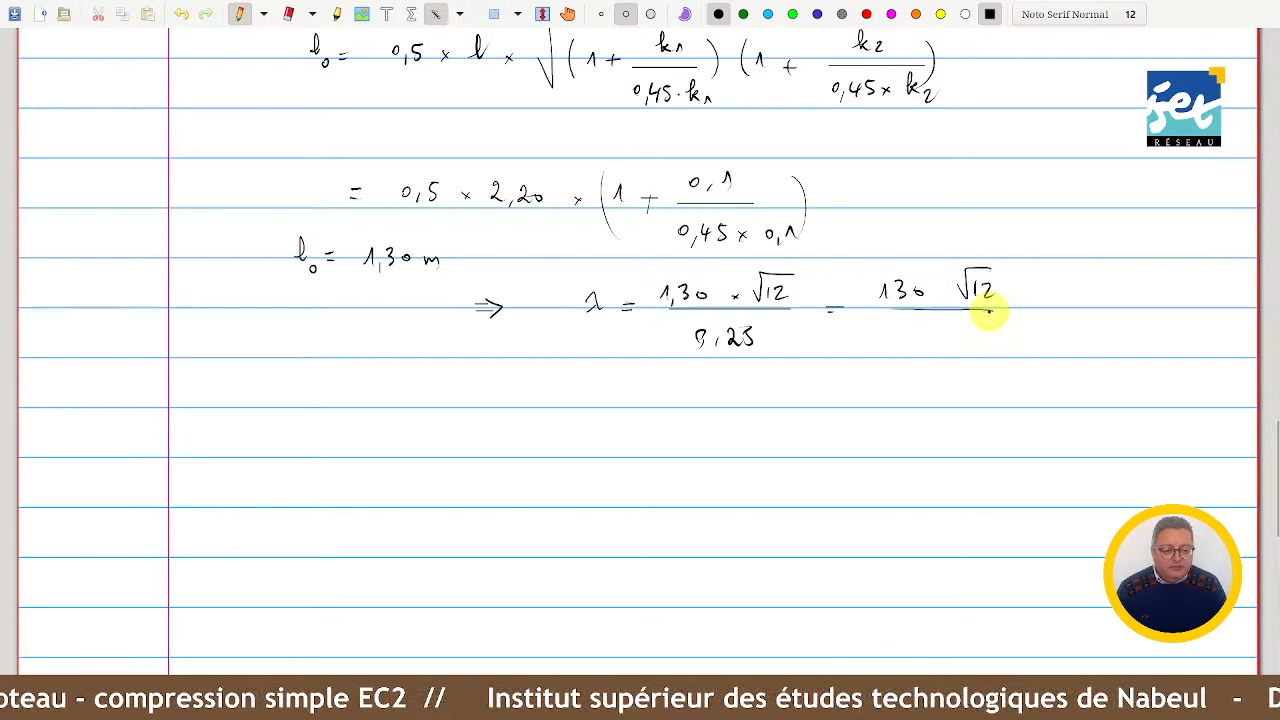 Noto Serif Normal 12
l₀ = 0,5 × l × √(1 + k1 / 0,45 · k1) (1 + k2 / 0,45 × k2)
iset
RÉSEAU
= 0,5 × 2,20 × (1 + 0,1 / 0,45 × 0,1)
l₀ = 1,30 m
⇒ λ = 1,30 × √12 / = 130 √12
oteau - compression simple EC2 // Institut supérieur des études technologiques de Nabeul - D